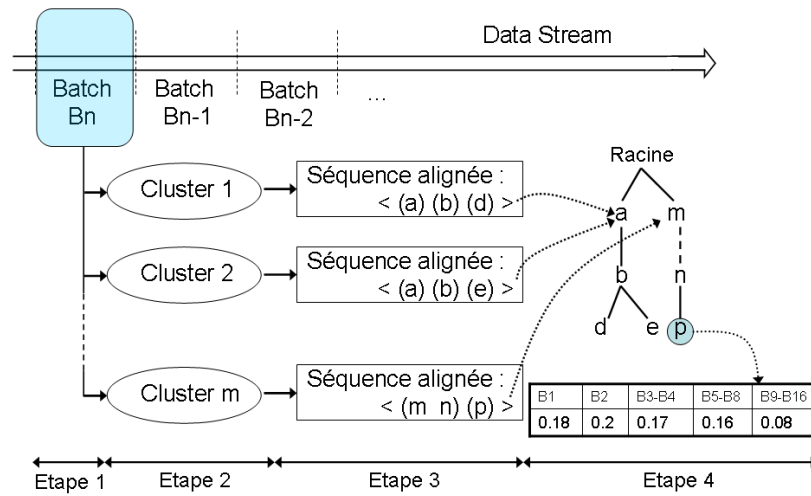 Data Stream
Batch
Bn
Batch
Bn-1
Batch
Bn-2
...
Cluster 1
Séquence alignée :
< (a) (b) (d) >
Cluster 2
Séquence alignée :
< (a) (b) (e) >
Cluster m
Séquence alignée :
< (m n) (p) >
Racine
a m
b n
d e p
B1 B2 B3-B4 B5-B8 B9-B16
0.18 0.2 0.17 0.16 0.08
Etape 1 Etape 2 Etape 3 Etape 4